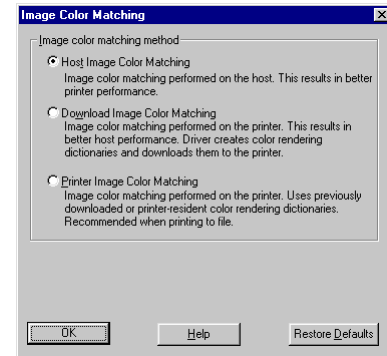 Image Color Matching
Image color matching method
Host Image Color Matching
Image color matching performed on the host. This results in better
printer performance.
Download Image Color Matching
Image color matching performed on the printer. This results in
better host performance. Driver creates color rendering
dictionaries and downloads them to the printer.
Printer Image Color Matching
Image color matching performed on the printer. Uses previously
downloaded or printer-resident color rendering dictionaries.
Recommended when printing to file.
OK
Help
Restore Defaults